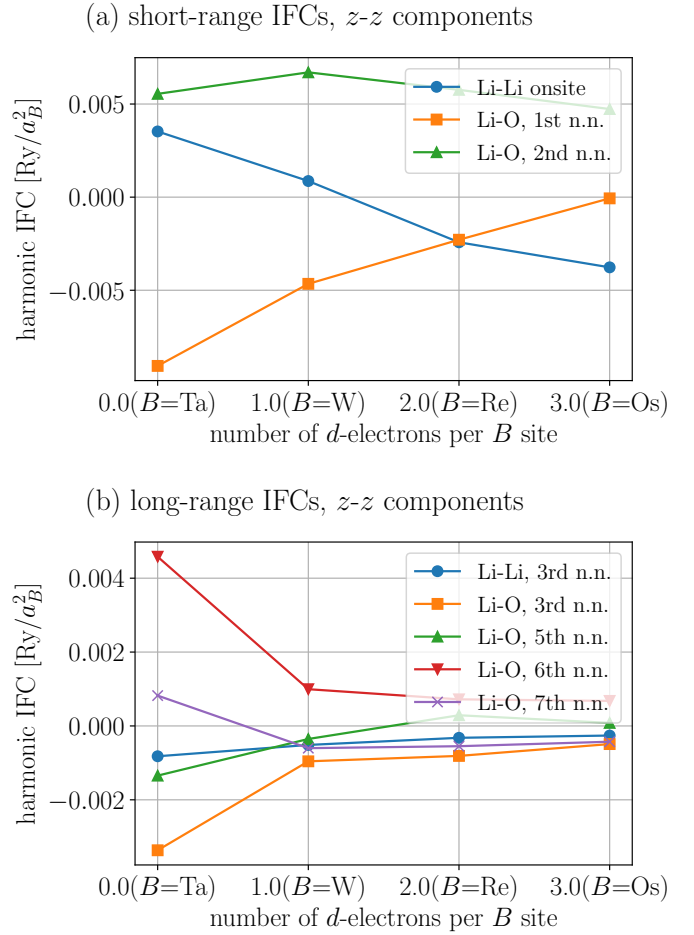 (a) short-range IFCs, z-z components
harmonic IFC [Ry/a_B^2]
0.005
0.000
−0.005
Li-Li onsite
Li-O, 1st n.n.
Li-O, 2nd n.n.
0.0(B=Ta) 1.0(B=W) 2.0(B=Re) 3.0(B=Os)
number of d-electrons per B site
(b) long-range IFCs, z-z components
harmonic IFC [Ry/a_B^2]
0.004
0.002
0.000
−0.002
Li-Li, 3rd n.n.
Li-O, 3rd n.n.
Li-O, 5th n.n.
Li-O, 6th n.n.
Li-O, 7th n.n.
0.0(B=Ta) 1.0(B=W) 2.0(B=Re) 3.0(B=Os)
number of d-electrons per B site